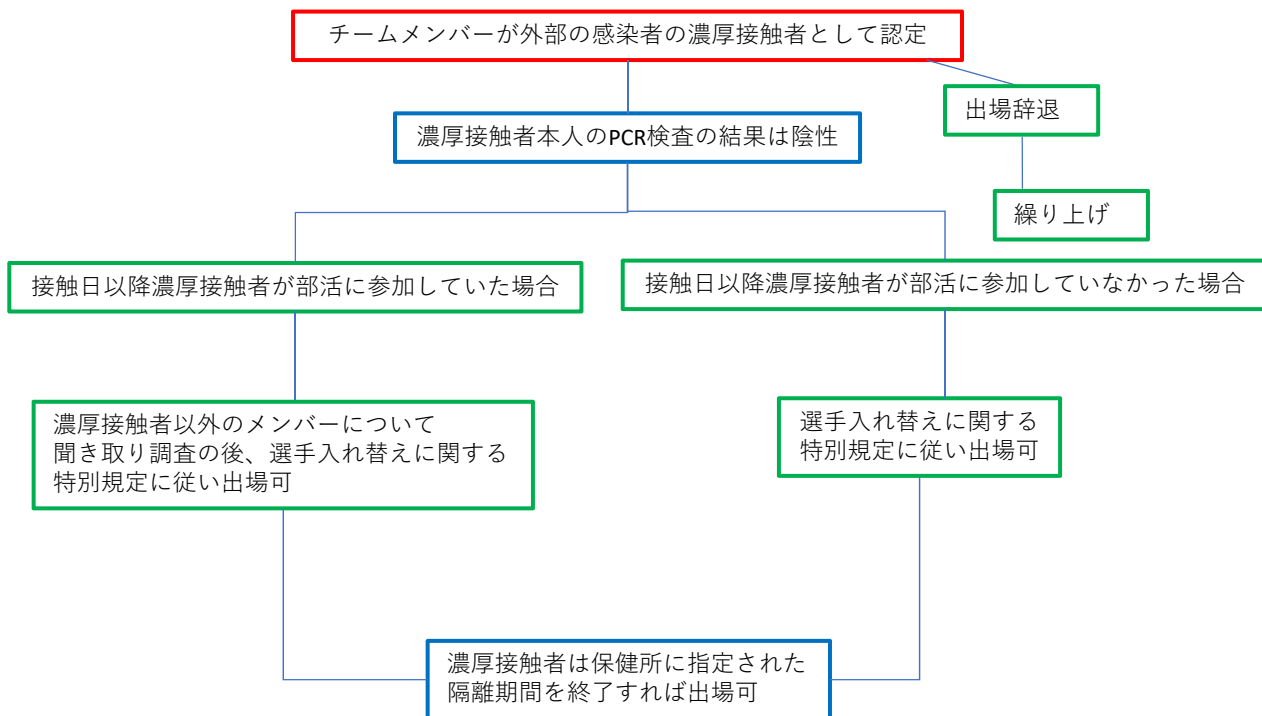 チームメンバーが外部の感染者の濃厚接触者として認定
出場辞退
濃厚接触者本人のPCR検査の結果は陰性
繰り上げ
接触日以降濃厚接触者が部活に参加していた場合
接触日以降濃厚接触者が部活に参加していなかった場合
濃厚接触者以外のメンバーについて
聞き取り調査の後、選手入れ替えに関する
特別規定に従い出場可
選手入れ替えに関する
特別規定に従い出場可
濃厚接触者は保健所に指定された
隔離期間を終了すれば出場可